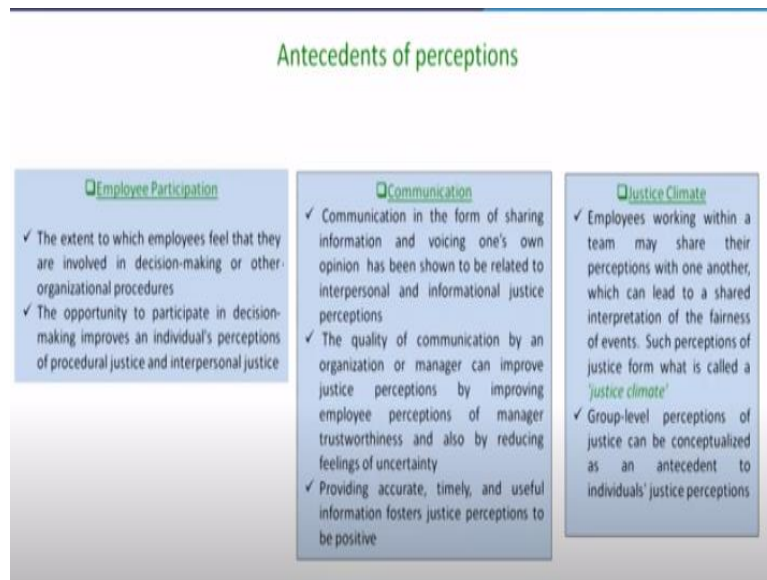 Antecedents of perceptions
❑Employee Participation
✓ The extent to which employees feel that they
are involved in decision-making or other
organizational procedures
✓ The opportunity to participate in decision-
making improves an individual's perceptions
of procedural justice and interpersonal justice
❑Communication
✓ Communication in the form of sharing
information and voicing one's own
opinion has been shown to be related to
interpersonal and informational justice
perceptions
✓ The quality of communication by an
organization or manager can improve
justice perceptions by improving
employee perceptions of manager
trustworthiness and also by reducing
feelings of uncertainty
✓ Providing accurate, timely, and useful
information fosters justice perceptions to
be positive
❑Justice Climate
✓ Employees working within a
team may share their
perceptions with one another,
which can lead to a shared
interpretation of the fairness
of events. Such perceptions of
justice form what is called a
'justice climate'
✓ Group-level perceptions of
justice can be conceptualized
as an antecedent to
individuals' justice perceptions